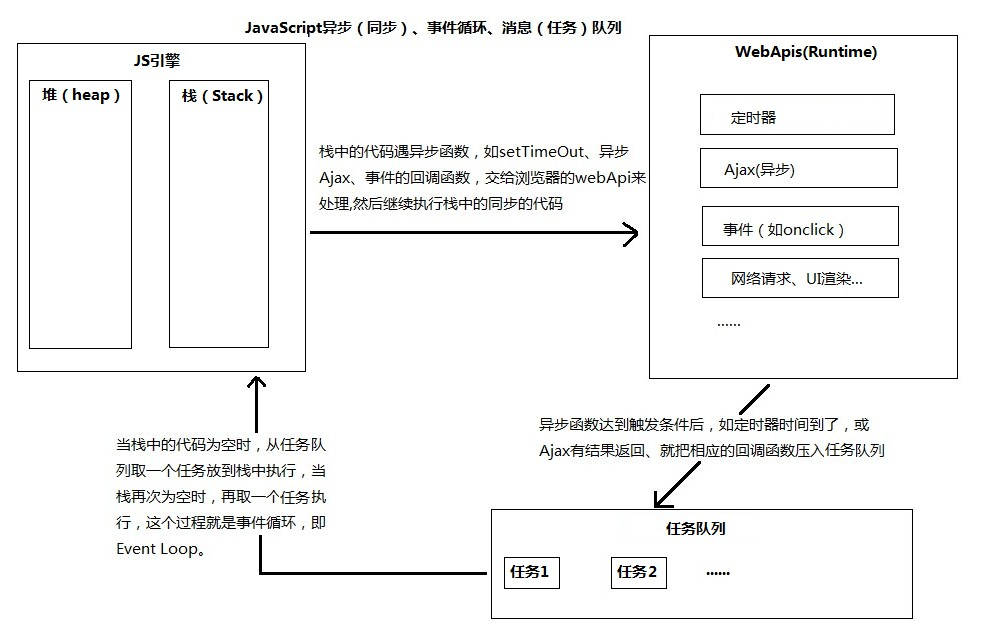 JavaScript异步（同步）、事件循环、消息（任务）队列
JS引擎
堆（heap）
栈（Stack）
栈中的代码遇异步函数，如setTimeOut、异步
Ajax、事件的回调函数，交给浏览器的webApi来
处理,然后继续执行栈中的同步的代码
WebApis(Runtime)
定时器
Ajax(异步)
事件（如onclick）
网络请求、UI渲染...
......
异步函数达到触发条件后，如定时器时间到了，或
Ajax有结果返回、就把相应的回调函数压入任务队列
任务队列
任务1
任务2
......
当栈中的代码为空时，从任务队
列取一个任务放到栈中执行，当
栈再次为空时，再取一个任务执
行，这个过程就是事件循环，即
Event Loop。